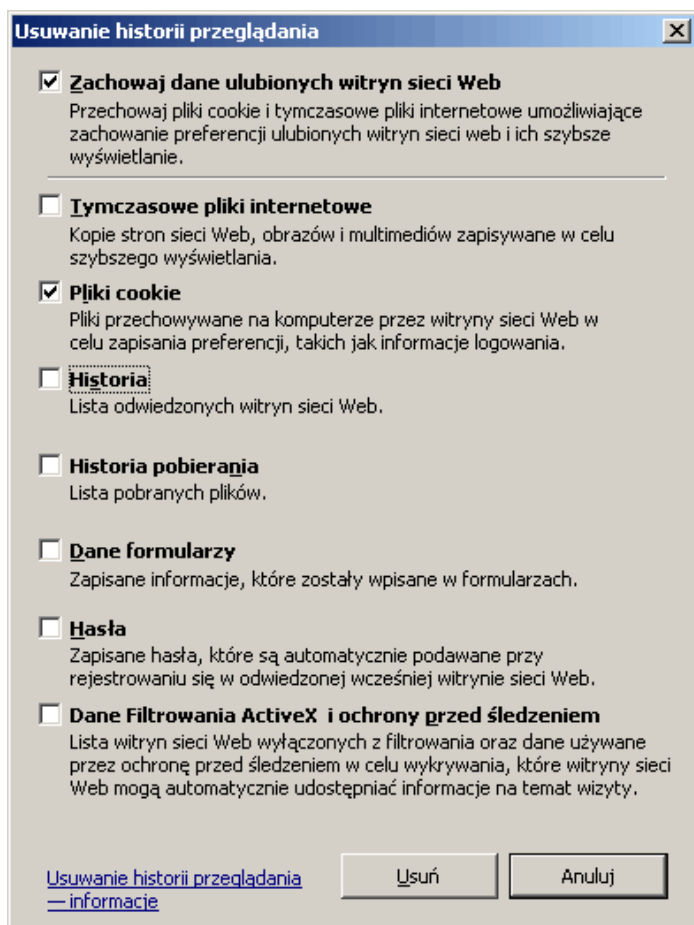 Usuwanie historii przeglądania
Zachowaj dane ulubionych witryn sieci Web
Przechowaj pliki cookie i tymczasowe pliki internetowe umożliwiające
zachowanie preferencji ulubionych witryn sieci web i ich szybsze
wyświetlanie.
Tymczasowe pliki internetowe
Kopie stron sieci Web, obrazów i multimediów zapisywane w celu
szybszego wyświetlania.
Pliki cookie
Pliki przechowywane na komputerze przez witryny sieci Web w
celu zapisania preferencji, takich jak informacje logowania.
Historia
Lista odwiedzonych witryn sieci Web.
Historia pobierania
Lista pobranych plików.
Dane formularzy
Zapisane informacje, które zostały wpisane w formularzach.
Hasła
Zapisane hasła, które są automatycznie podawane przy
rejestrowaniu się w odwiedzonej wcześniej witrynie sieci Web.
Dane Filtrowania ActiveX i ochrony przed śledzeniem
Lista witryn sieci Web wyłączonych z filtrowania oraz dane używane
przez ochronę przed śledzeniem w celu wykrywania, które witryny sieci
Web mogą automatycznie udostępniać informacje na temat wizyty.
Usuwanie historii przeglądania
— informacje
Usuń
Anuluj